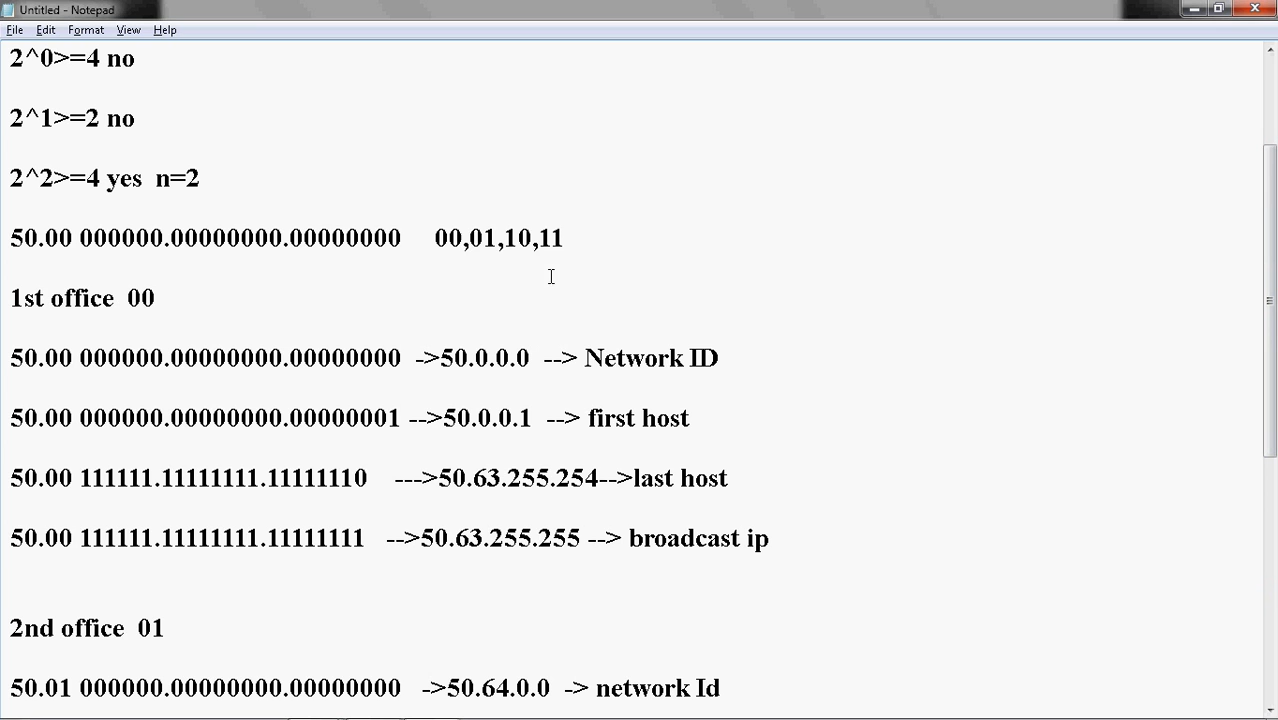 Untitled - Notepad
File Edit Format View Help
2^0>=4 no
2^1>=2 no
2^2>=4 yes  n=2
50.00 000000.00000000.00000000     00,01,10,11
1st office  00
50.00 000000.00000000.00000000  ->50.0.0.0  --> Network ID
50.00 000000.00000000.00000001 -->50.0.0.1  --> first host
50.00 111111.11111111.11111110    --->50.63.255.254-->last host
50.00 111111.11111111.11111111   -->50.63.255.255 --> broadcast ip
2nd office  01
50.01 000000.00000000.00000000   ->50.64.0.0  -> network Id